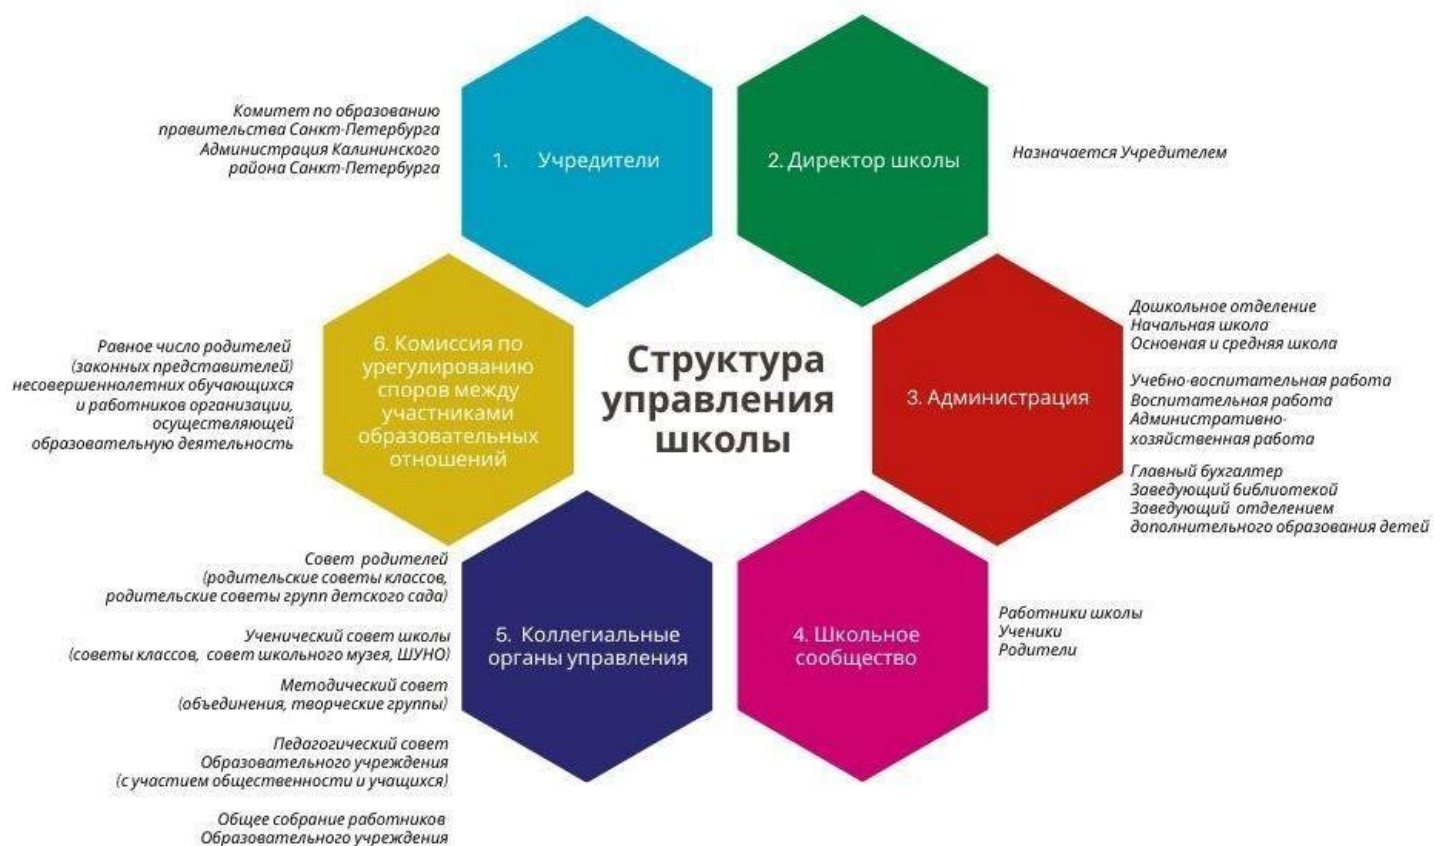 Структура
управления
школы
1. Учредители
Комитет по образованию
правительства Санкт-Петербурга
Администрация Калининского
района Санкт-Петербурга
2. Директор школы
Назначается Учредителем
3. Администрация
Дошкольное отделение
Начальная школа
Основная и средняя школа
Учебно-воспитательная работа
Воспитательная работа
Административно-
хозяйственная работа
Главный бухгалтер
Заведующий библиотекой
Заведующий отделением
дополнительного образования детей
4. Школьное
сообщество
Работники школы
Ученики
Родители
5. Коллегиальные
органы управления
Совет родителей
(родительские советы классов,
родительские советы групп детского сада)
Ученический совет школы
(советы классов, совет школьного музея, ШУНО)
Методический совет
(объединения, творческие группы)
Педагогический совет
Образовательного учреждения
(с участием общественности и учащихся)
Общее собрание работников
Образовательного учреждения
6. Комиссия по
урегулированию
споров между
участниками
образовательных
отношений
Равное число родителей
(законных представителей)
несовершеннолетних обучающихся
и работников организации,
осуществляющей
образовательную деятельность